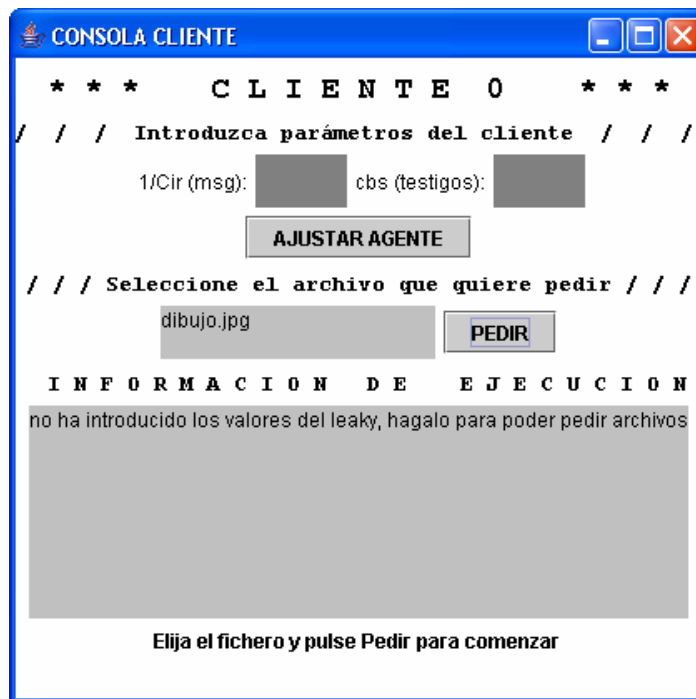 CONSOLA CLIENTE
* * * C L I E N T E 0 * * *
/ / / Introduzca parámetros del cliente / / /
1/Cir (msg): cbs (testigos):
AJUSTAR AGENTE
/ / / Seleccione el archivo que quiere pedir / / /
dibujo.jpg PEDIR
I N F O R M A C I O N D E E J E C U C I O N
no ha introducido los valores del leaky, hagalo para poder pedir archivos
Elija el fichero y pulse Pedir para comenzar